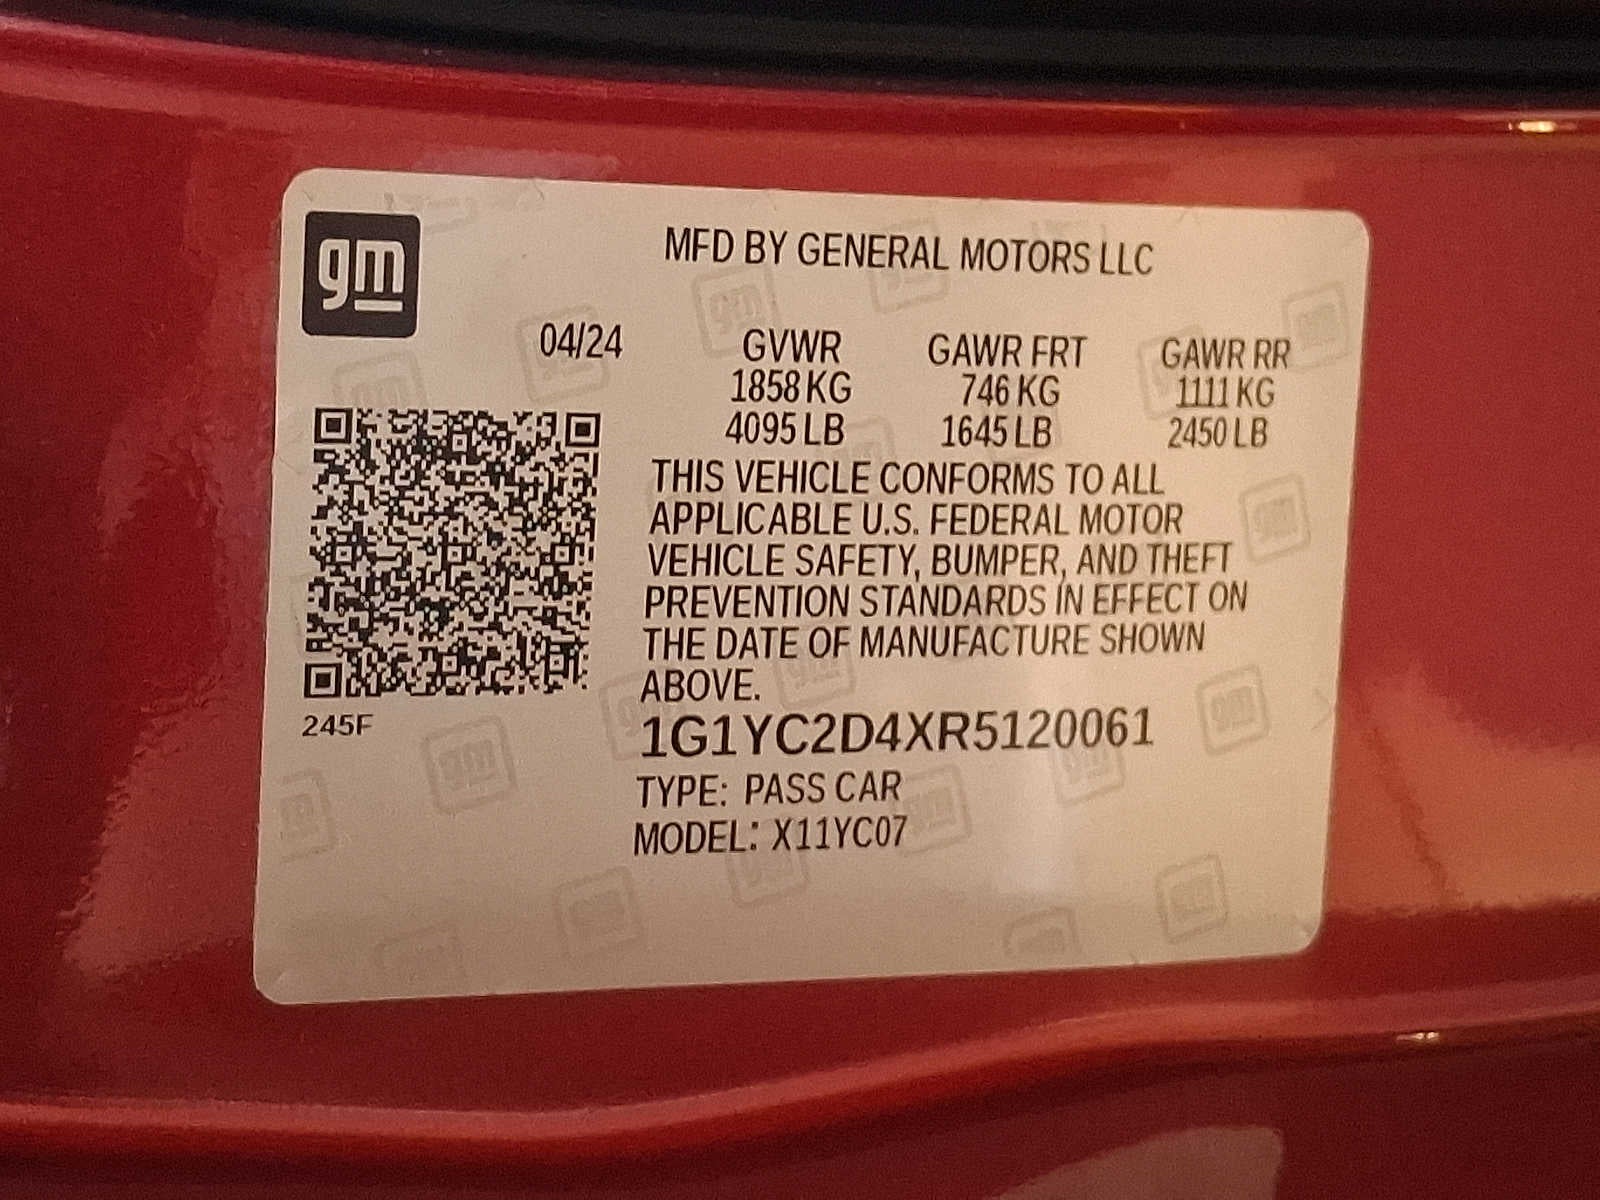 gm
MFD BY GENERAL MOTORS LLC
04/24 GVWR GAWR FRT GAWR RR
1858 KG 746 KG 1111 KG
4095 LB 1645 LB 2450 LB
THIS VEHICLE CONFORMS TO ALL
APPLICABLE U.S. FEDERAL MOTOR
VEHICLE SAFETY, BUMPER, AND THEFT
PREVENTION STANDARDS IN EFFECT ON
THE DATE OF MANUFACTURE SHOWN
ABOVE.
245F
1G1YC2D4XR5120061
TYPE: PASS CAR
MODEL: X11YC07